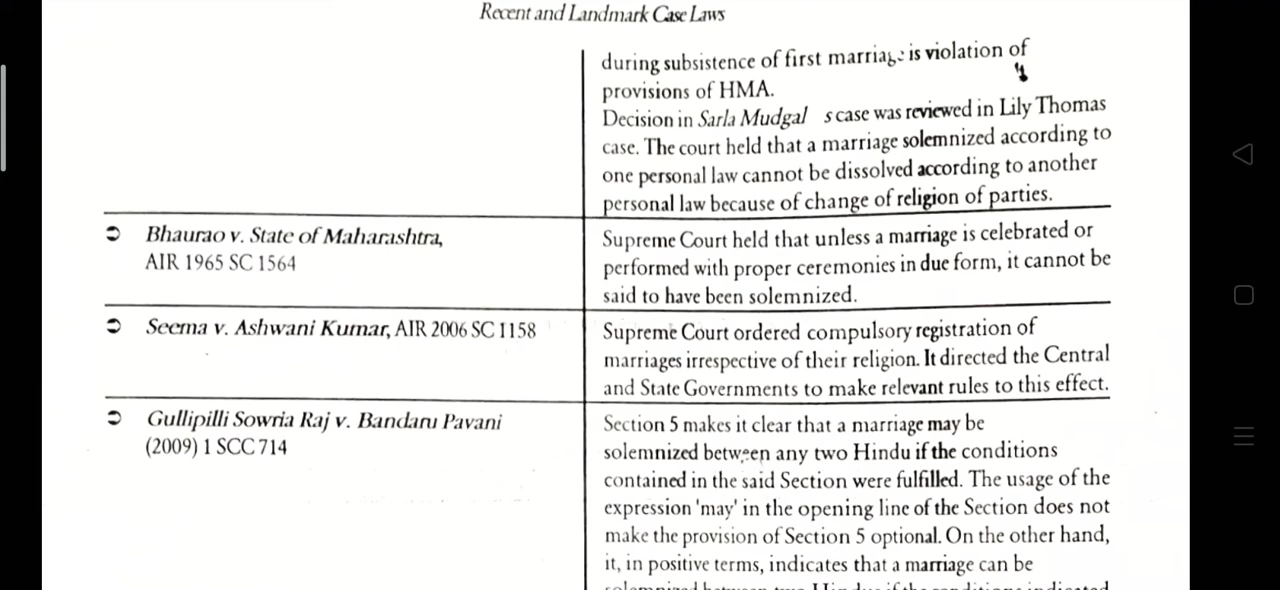 Recent and Landmark Case Laws
during subsistence of first marriage is violation of
provisions of HMA.
Decision in Sarla Mudgal s case was reviewed in Lily Thomas
case. The court held that a marriage solemnized according to
one personal law cannot be dissolved according to another
personal law because of change of religion of parties.
➲ Bhaurao v. State of Maharashtra,
AIR 1965 SC 1564
Supreme Court held that unless a marriage is celebrated or
performed with proper ceremonies in due form, it cannot be
said to have been solemnized.
➲ Seema v. Ashwani Kumar, AIR 2006 SC 1158
Supreme Court ordered compulsory registration of
marriages irrespective of their religion. It directed the Central
and State Governments to make relevant rules to this effect.
➲ Gullipilli Sowria Raj v. Bandaru Pavani
(2009) 1 SCC 714
Section 5 makes it clear that a marriage may be
solemnized between any two Hindu if the conditions
contained in the said Section were fulfilled. The usage of the
expression 'may' in the opening line of the Section does not
make the provision of Section 5 optional. On the other hand,
it, in positive terms, indicates that a marriage can be